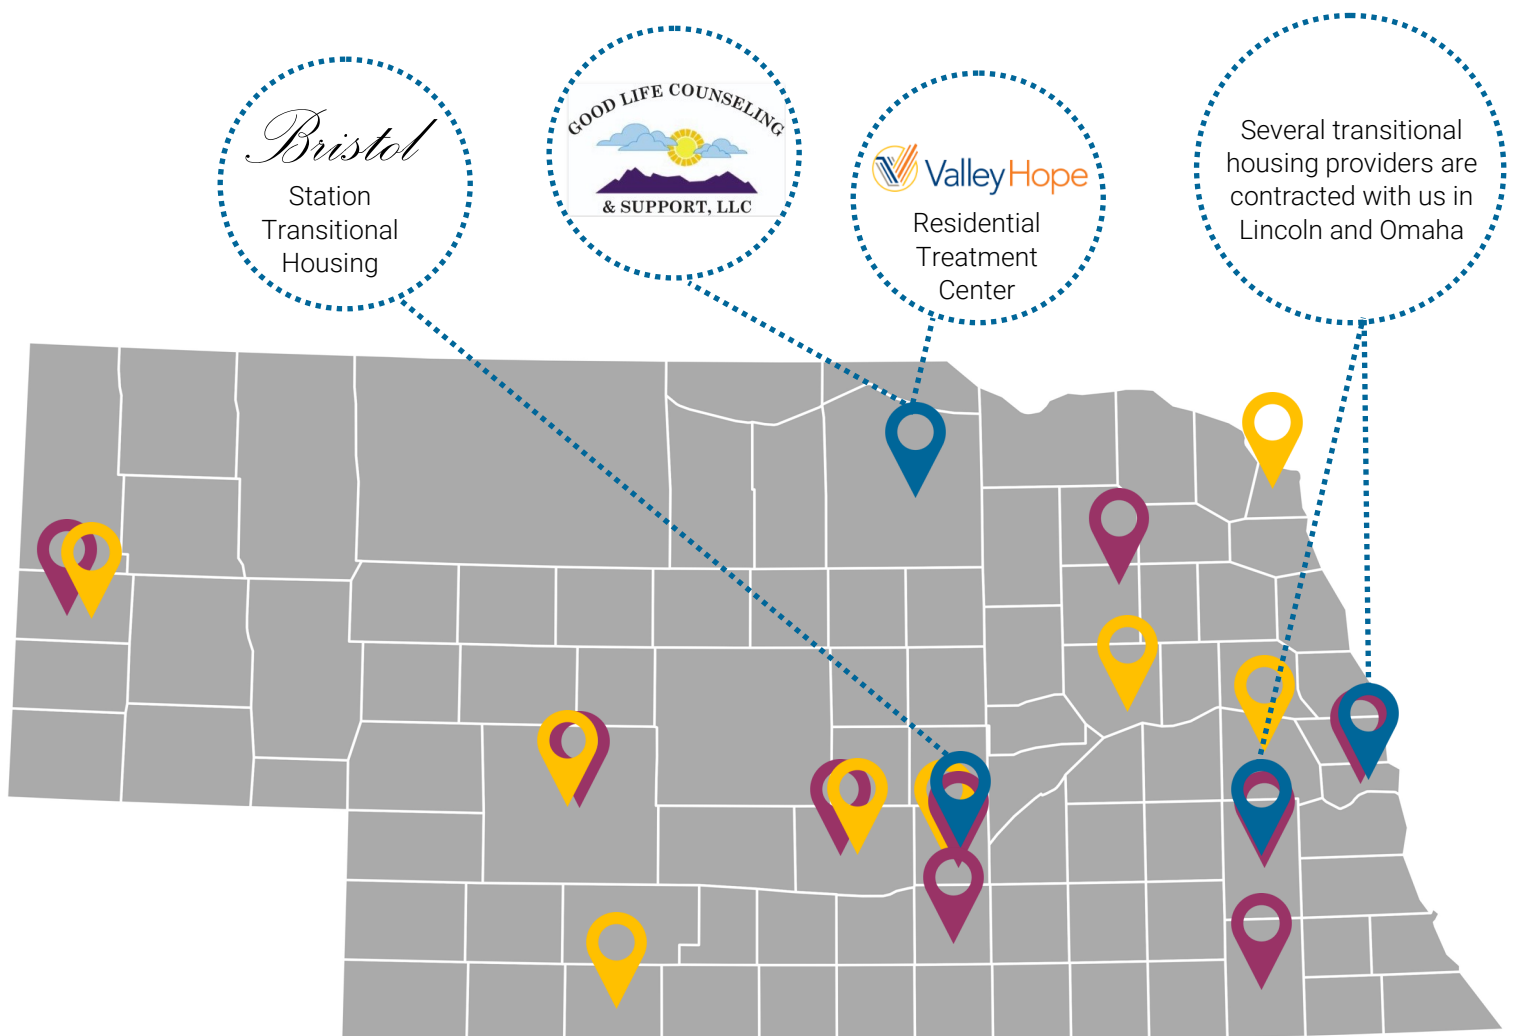 Bristol
Station
Transitional
Housing
GOOD LIFE COUNSELING
& SUPPORT, LLC
ValleyHope
Residential
Treatment
Center
Several transitional
housing providers are
contracted with us in
Lincoln and Omaha